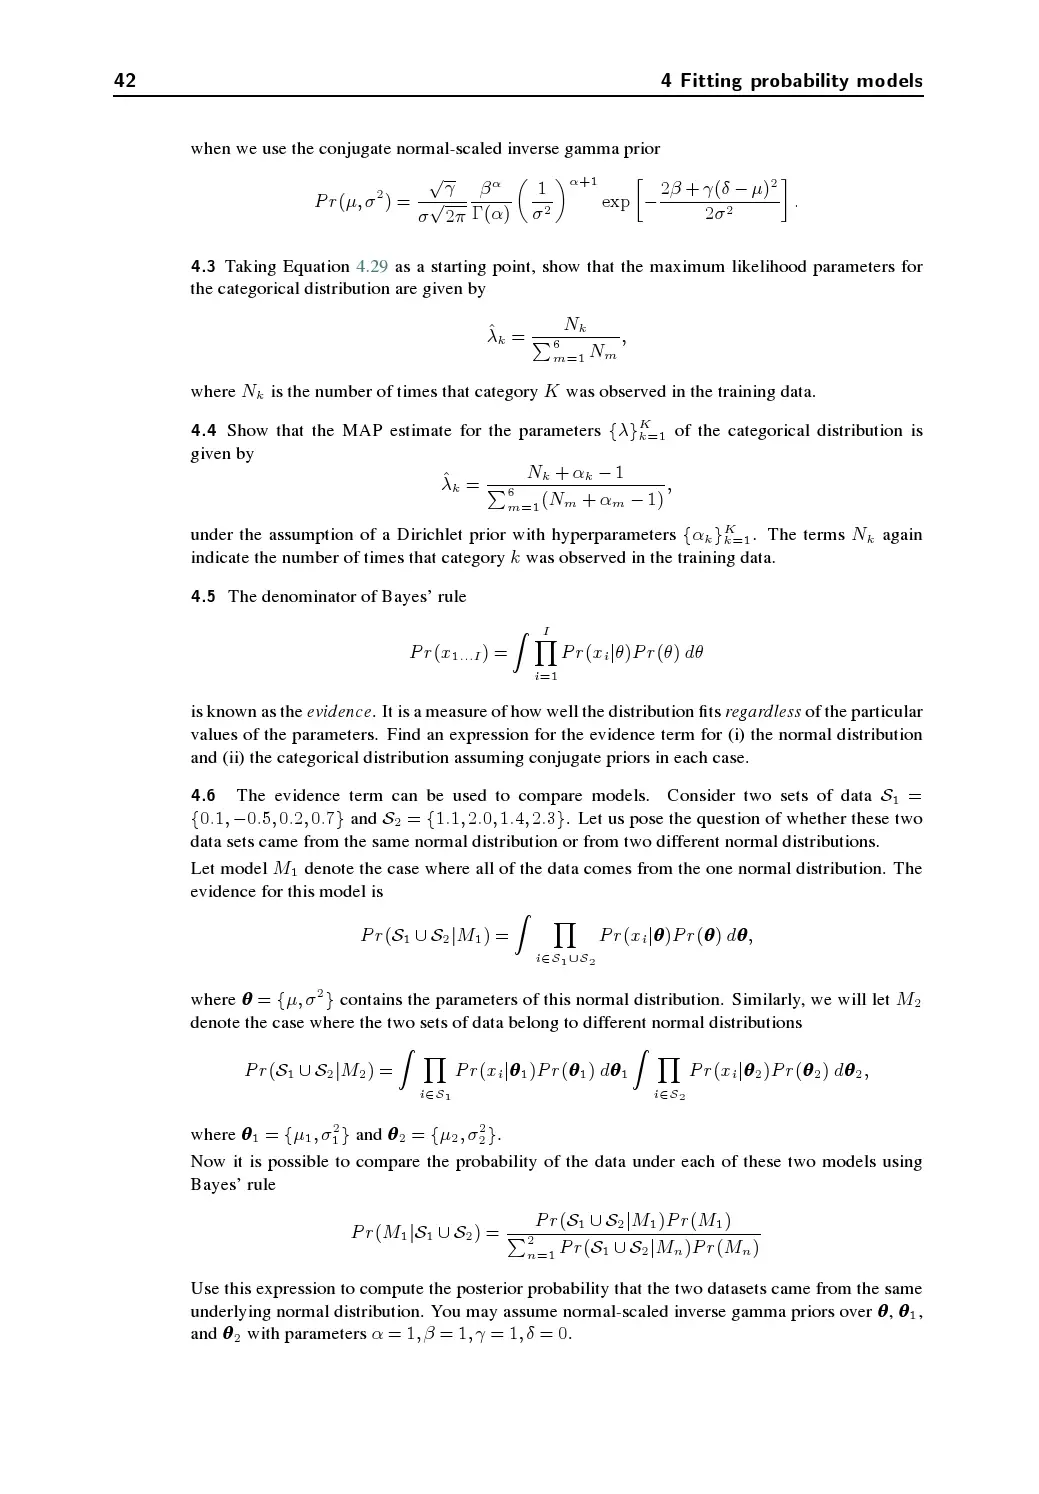 42 4 Fitting probability models
when we use the conjugate normal-scaled inverse gamma prior
$$Pr(\mu, \sigma^2) = \frac{\sqrt{\gamma}}{\sigma\sqrt{2\pi}} \frac{\beta^\alpha}{\Gamma(\alpha)} \left(\frac{1}{\sigma^2}\right)^{\alpha+1} \exp\left[-\frac{2\beta + \gamma(\delta - \mu)^2}{2\sigma^2}\right].$$
4.3 Taking Equation 4.29 as a starting point, show that the maximum likelihood parameters for
the categorical distribution are given by
$$\hat{\lambda}_k = \frac{N_k}{\sum_{m=1}^6 N_m},$$
where $N_k$ is the number of times that category $K$ was observed in the training data.
4.4 Show that the MAP estimate for the parameters $\{\lambda\}_{k=1}^K$ of the categorical distribution is
given by
$$\hat{\lambda}_k = \frac{N_k + \alpha_k - 1}{\sum_{m=1}^6 (N_m + \alpha_m - 1)},$$
under the assumption of a Dirichlet prior with hyperparameters $\{\alpha_k\}_{k=1}^K$. The terms $N_k$ again
indicate the number of times that category $k$ was observed in the training data.
4.5 The denominator of Bayes' rule
$$Pr(x_{1...I}) = \int \prod_{i=1}^I Pr(x_i|\theta)Pr(\theta)\, d\theta$$
is known as the evidence. It is a measure of how well the distribution fits regardless of the particular
values of the parameters. Find an expression for the evidence term for (i) the normal distribution
and (ii) the categorical distribution assuming conjugate priors in each case.
4.6 The evidence term can be used to compare models. Consider two sets of data $\mathcal{S}_1 =$
$\{0.1, -0.5, 0.2, 0.7\}$ and $\mathcal{S}_2 = \{1.1, 2.0, 1.4, 2.3\}$. Let us pose the question of whether these two
data sets came from the same normal distribution or from two different normal distributions.
Let model $M_1$ denote the case where all of the data comes from the one normal distribution. The
evidence for this model is
$$Pr(\mathcal{S}_1 \cup \mathcal{S}_2|M_1) = \int \prod_{i \in \mathcal{S}_1 \cup \mathcal{S}_2} Pr(x_i|\boldsymbol{\theta})Pr(\boldsymbol{\theta})\, d\boldsymbol{\theta},$$
where $\boldsymbol{\theta} = \{\mu, \sigma^2\}$ contains the parameters of this normal distribution. Similarly, we will let $M_2$
denote the case where the two sets of data belong to different normal distributions
$$Pr(\mathcal{S}_1 \cup \mathcal{S}_2|M_2) = \int \prod_{i \in \mathcal{S}_1} Pr(x_i|\boldsymbol{\theta}_1)Pr(\boldsymbol{\theta}_1)\, d\boldsymbol{\theta}_1 \int \prod_{i \in \mathcal{S}_2} Pr(x_i|\boldsymbol{\theta}_2)Pr(\boldsymbol{\theta}_2)\, d\boldsymbol{\theta}_2,$$
where $\boldsymbol{\theta}_1 = \{\mu_1, \sigma_1^2\}$ and $\boldsymbol{\theta}_2 = \{\mu_2, \sigma_2^2\}$.
Now it is possible to compare the probability of the data under each of these two models using
Bayes' rule
$$Pr(M_1|\mathcal{S}_1 \cup \mathcal{S}_2) = \frac{Pr(\mathcal{S}_1 \cup \mathcal{S}_2|M_1)Pr(M_1)}{\sum_{n=1}^2 Pr(\mathcal{S}_1 \cup \mathcal{S}_2|M_n)Pr(M_n)}$$
Use this expression to compute the posterior probability that the two datasets came from the same
underlying normal distribution. You may assume normal-scaled inverse gamma priors over $\boldsymbol{\theta}$, $\boldsymbol{\theta}_1$,
and $\boldsymbol{\theta}_2$ with parameters $\alpha = 1, \beta = 1, \gamma = 1, \delta = 0$.